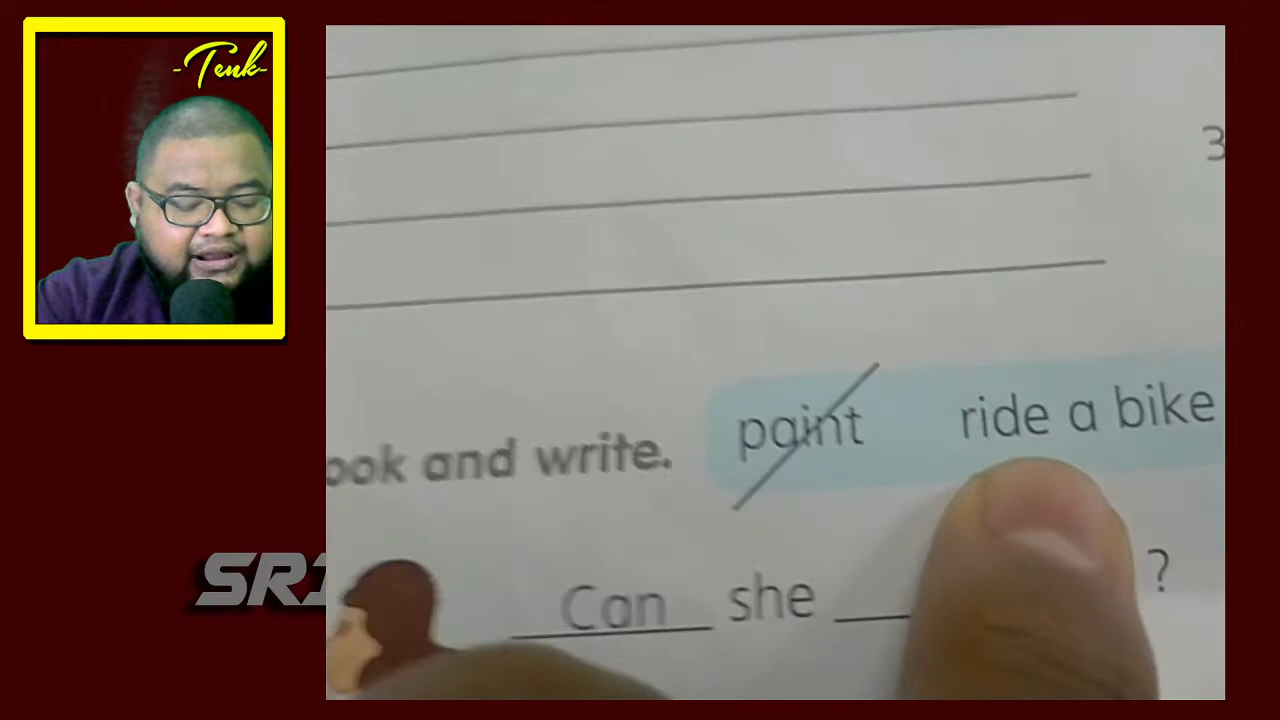 -Tenk-
3
ook and write. paint ride a bike
Can she ?
SRI